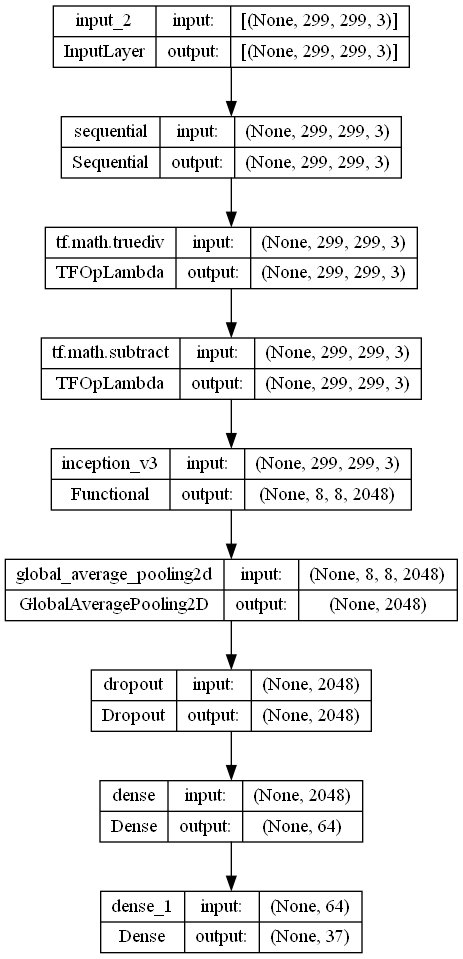 input_2 input: [(None, 299, 299, 3)]
InputLayer output: [(None, 299, 299, 3)]
sequential input: (None, 299, 299, 3)
Sequential output: (None, 299, 299, 3)
tf.math.truediv input: (None, 299, 299, 3)
TFOpLambda output: (None, 299, 299, 3)
tf.math.subtract input: (None, 299, 299, 3)
TFOpLambda output: (None, 299, 299, 3)
inception_v3 input: (None, 299, 299, 3)
Functional output: (None, 8, 8, 2048)
global_average_pooling2d input: (None, 8, 8, 2048)
GlobalAveragePooling2D output: (None, 2048)
dropout input: (None, 2048)
Dropout output: (None, 2048)
dense input: (None, 2048)
Dense output: (None, 64)
dense_1 input: (None, 64)
Dense output: (None, 37)